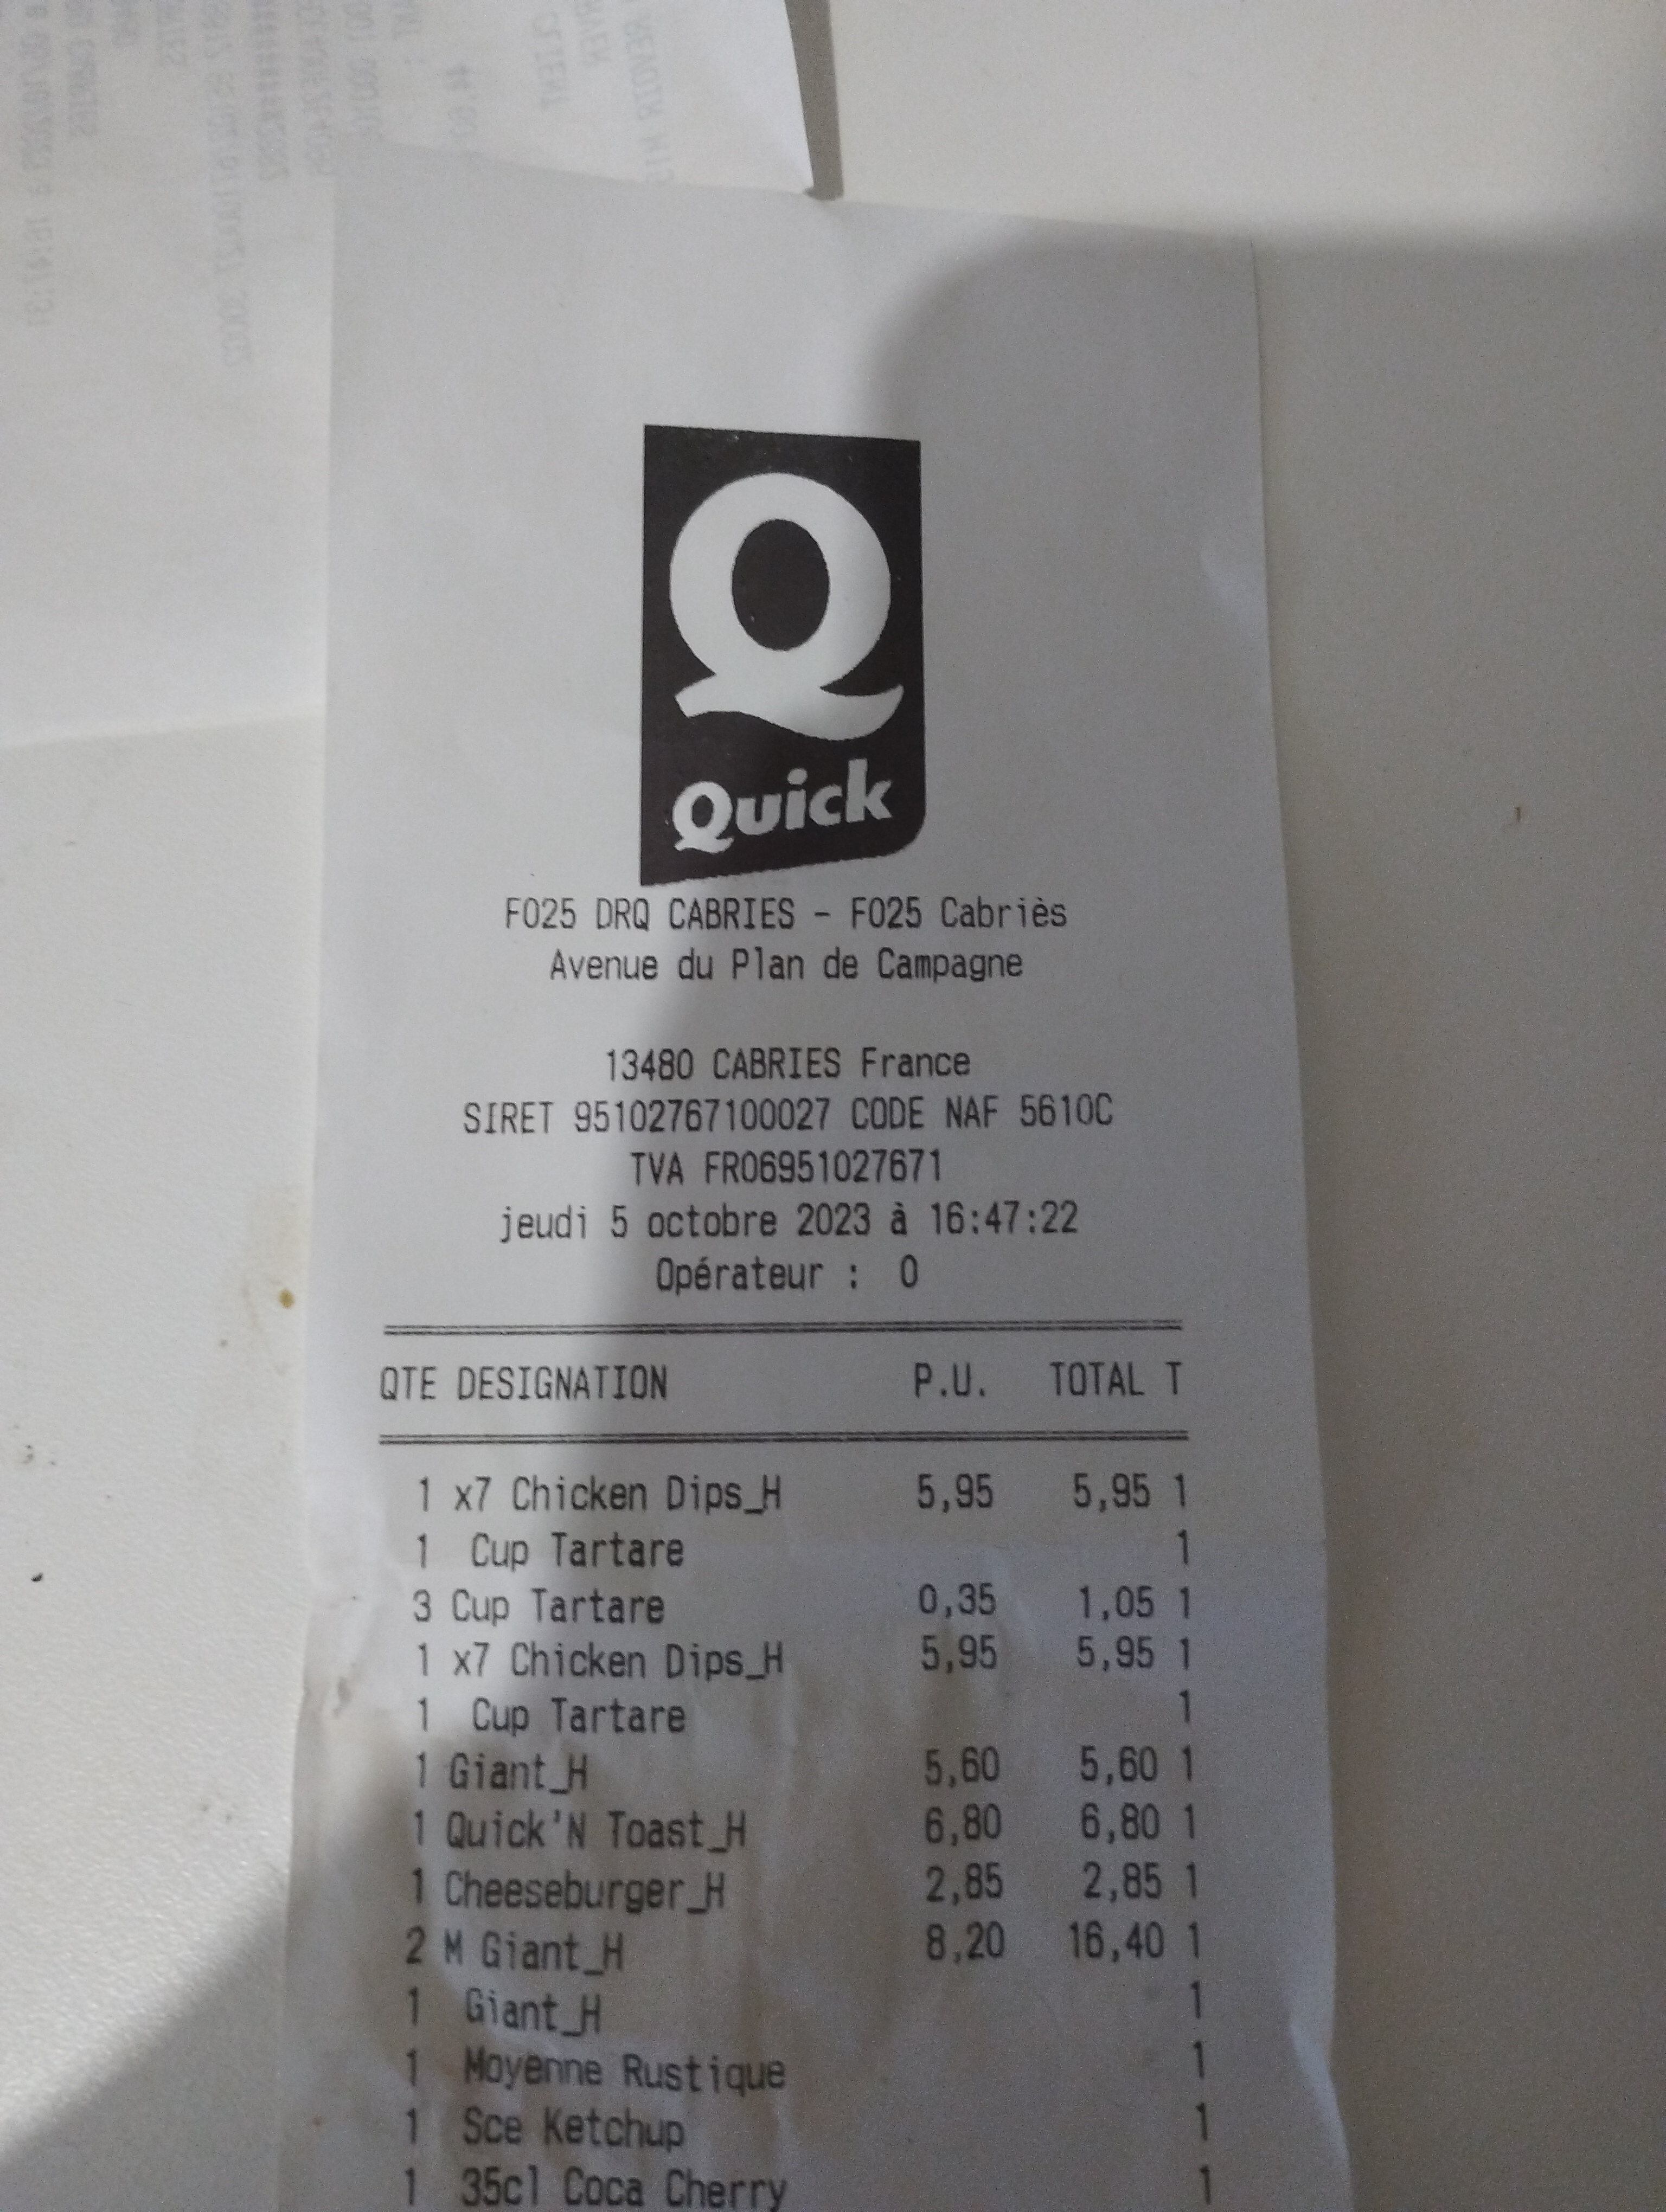 Q
Quick
F025 DRQ CABRIES - F025 Cabriès
Avenue du Plan de Campagne
13480 CABRIES France
SIRET 95102767100027 CODE NAF 5610C
TVA FR06951027671
jeudi 5 octobre 2023 à 16:47:22
Opérateur : 0
QTE DESIGNATION P.U. TOTAL T
1 x7 Chicken Dips_H 5,95 5,95 1
1 Cup Tartare 1
3 Cup Tartare 0,35 1,05 1
1 x7 Chicken Dips_H 5,95 5,95 1
1 Cup Tartare 1
1 Giant_H 5,60 5,60 1
1 Quick'N Toast_H 6,80 6,80 1
1 Cheeseburger_H 2,85 2,85 1
2 M Giant_H 8,20 16,40 1
1 Giant_H 1
1 Moyenne Rustique 1
1 Sce Ketchup 1
1 35cl Coca Cherry 1